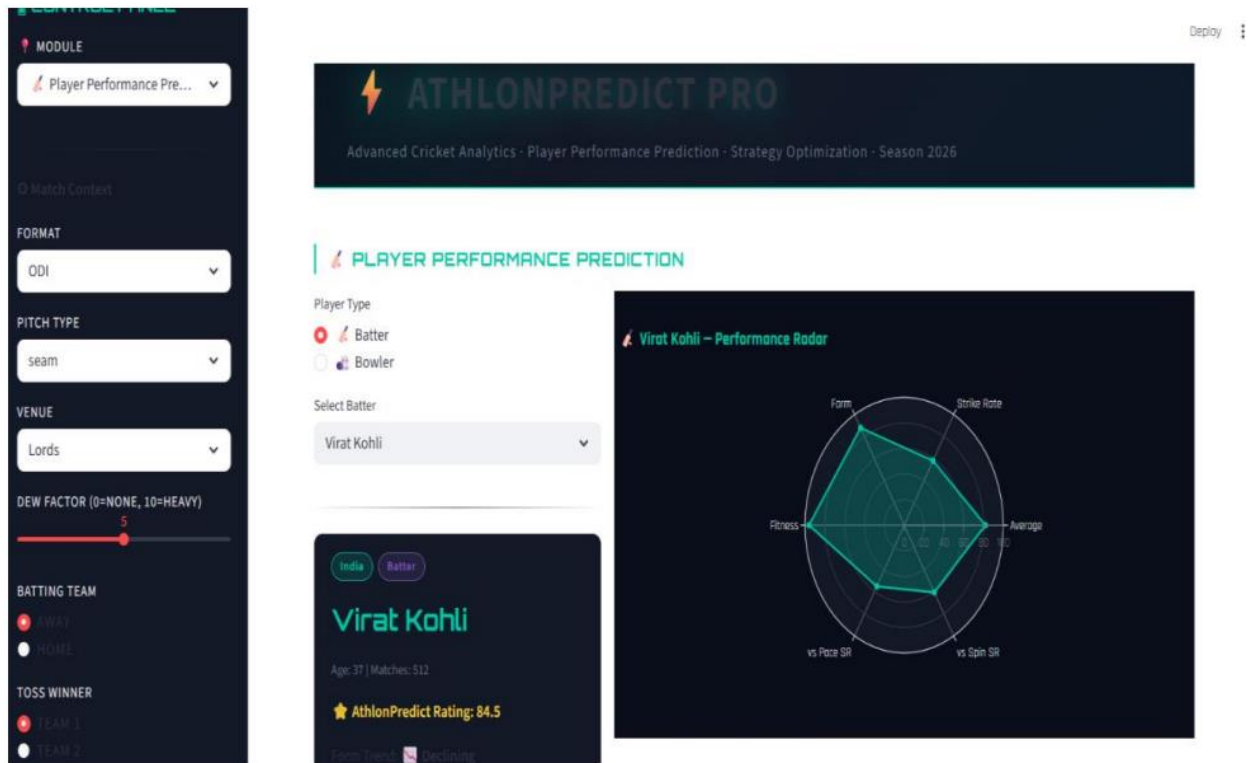 CONTROL PANEL
MODULE
Player Performance Pre...
Match Context
FORMAT
ODI
PITCH TYPE
seam
VENUE
Lords
DEW FACTOR (0=NONE, 10=HEAVY)
5
BATTING TEAM
AWAY
HOME
TOSS WINNER
TEAM 1
TEAM 2
Deploy
ATHLONPREDICT PRO
Advanced Cricket Analytics · Player Performance Prediction · Strategy Optimization · Season 2026
PLAYER PERFORMANCE PREDICTION
Player Type
Batter
Bowler
Select Batter
Virat Kohli
India Batter
Virat Kohli
Age: 37 | Matches: 512
AthlonPredict Rating: 84.5
Form Trend: Declining
Virat Kohli – Performance Radar
Form
Strike Rate
Fitness
Average
0 20 40 60 80 100
vs Pace SR
vs Spin SR